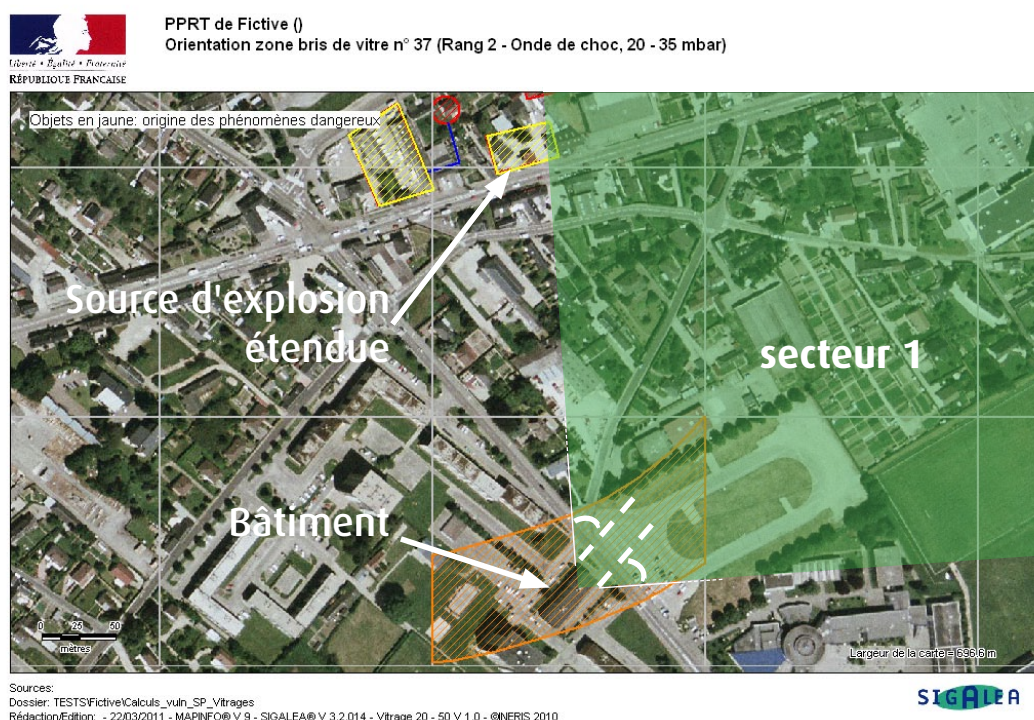 PPRT de Fictive ()
Orientation zone bris de vitre n° 37 (Rang 2 - Onde de choc, 20 - 35 mbar)
Liberté • Égalité • Fraternité
RÉPUBLIQUE FRANÇAISE
Objets en jaune: origine des phénomènes dangereux
Source d'explosion
étendue
secteur 1
Bâtiment
0 25 50
mètres
Largeur de la carte = 696.6 m
Sources:
Dossier: TESTS\Fictive\Calculs_vuln_SP_Vitrages
Rédaction/Edition: - 22/03/2011 - MAPINFO® V 9 - SIGALEA® V 3.2.014 - Vitrage 20 - 50 V 1.0 - ©INERIS 2010
SIGALEA